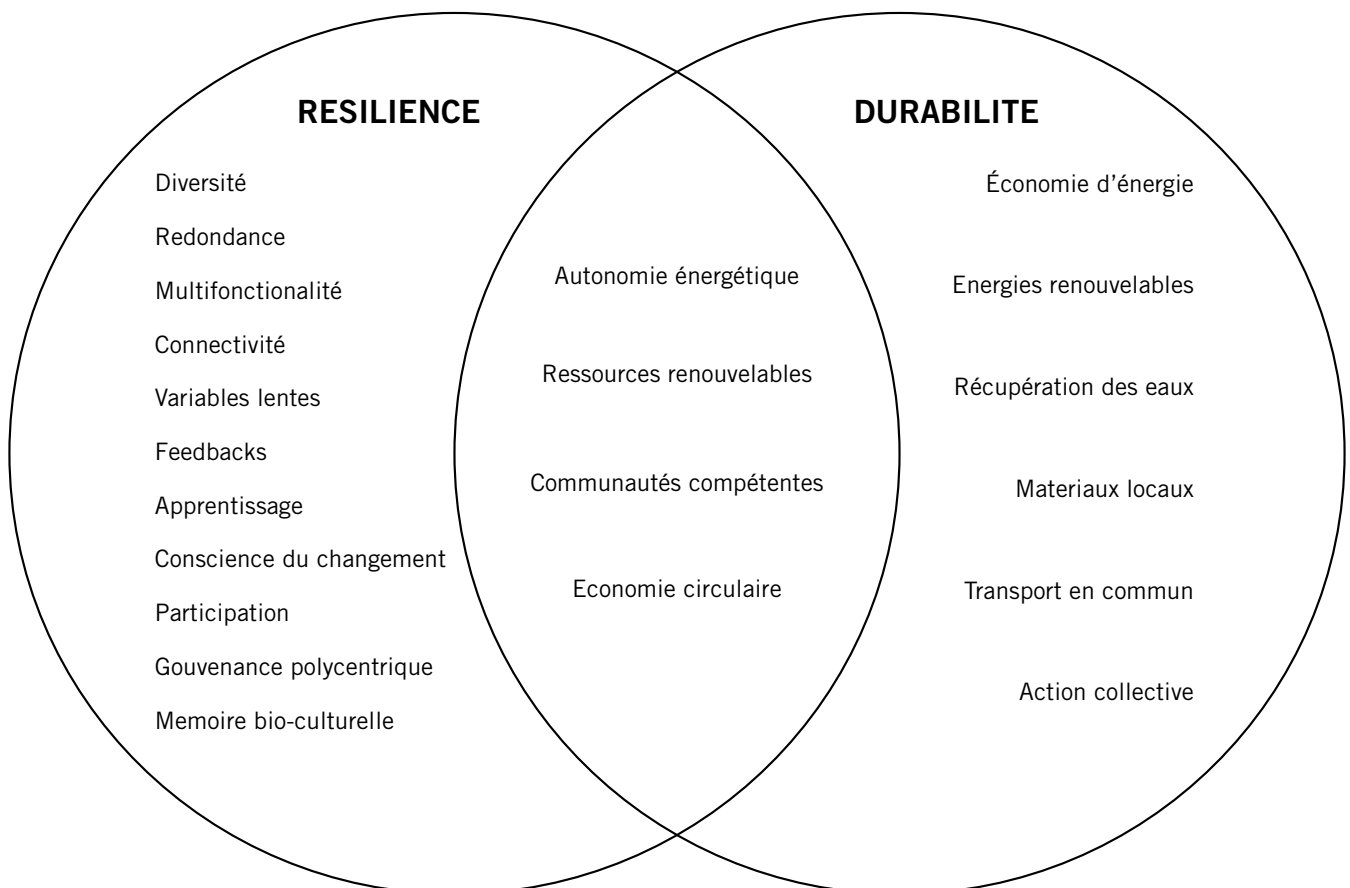 RESILIENCE
Diversité
Redondance
Multifonctionalité
Connectivité
Variables lentes
Feedbacks
Apprentissage
Conscience du changement
Participation
Gouvenance polycentrique
Memoire bio-culturelle
Autonomie énergétique
Ressources renouvelables
Communautés compétentes
Economie circulaire
DURABILITE
Économie d’énergie
Energies renouvelables
Récupération des eaux
Materiaux locaux
Transport en commun
Action collective